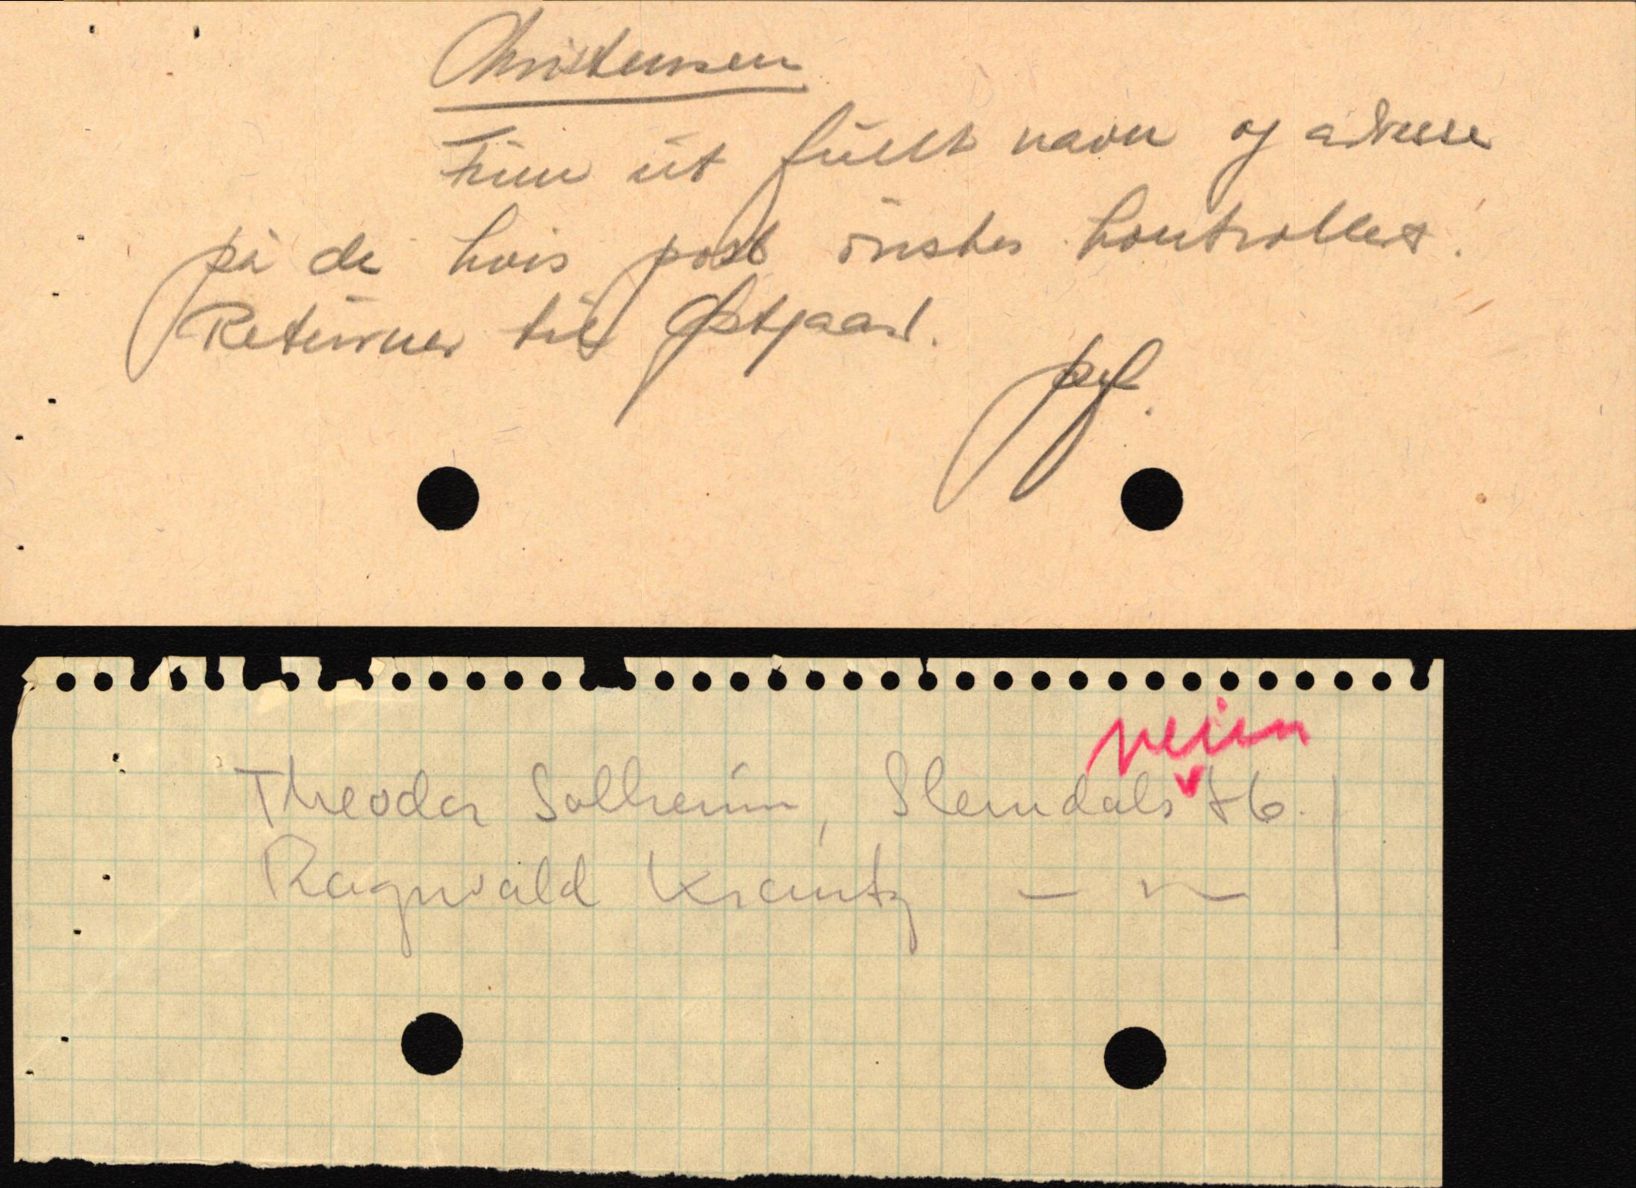 Christensen
Finn ut fullt navn og adresse
på de hvis post ønskes kontrollert.
Returner til Østgaard.
veien
Theodor Solheim, Slemdals 76.
Ragnvald Krantz — " —